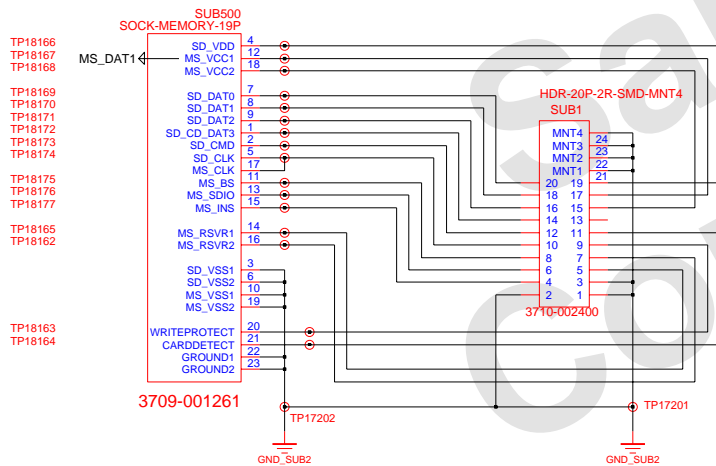 SUB500
SOCK-MEMORY-19P
TP18166
TP18167
TP18168
TP18169
TP18170
TP18171
TP18172
TP18173
TP18174
TP18175
TP18176
TP18177
TP18165
TP18162
TP18163
TP18164
MS_DAT1
SD_VDD 4
MS_VCC1 12
MS_VCC2 18
SD_DAT0 7
SD_DAT1 8
SD_DAT2 9
SD_CD_DAT3 1
SD_CMD 2
SD_CLK 5
MS_CLK 17
MS_BS 11
MS_SDIO 13
MS_INS 15
MS_RSVR1 14
MS_RSVR2 16
SD_VSS1 3
SD_VSS2 6
MS_VSS1 10
MS_VSS2 19
WRITEPROTECT 20
CARDDETECT 21
GROUND1 22
GROUND2 23
3709-001261
TP17202
GND_SUB2
HDR-20P-2R-SMD-MNT4
SUB1
MNT4 24
MNT3 23
MNT2 22
MNT1 21
20 19
18 17
16 15
14 13
12 11
10 9
8 7
6 5
4 3
2 1
3710-002400
TP17201
GND_SUB2
Sa
Co